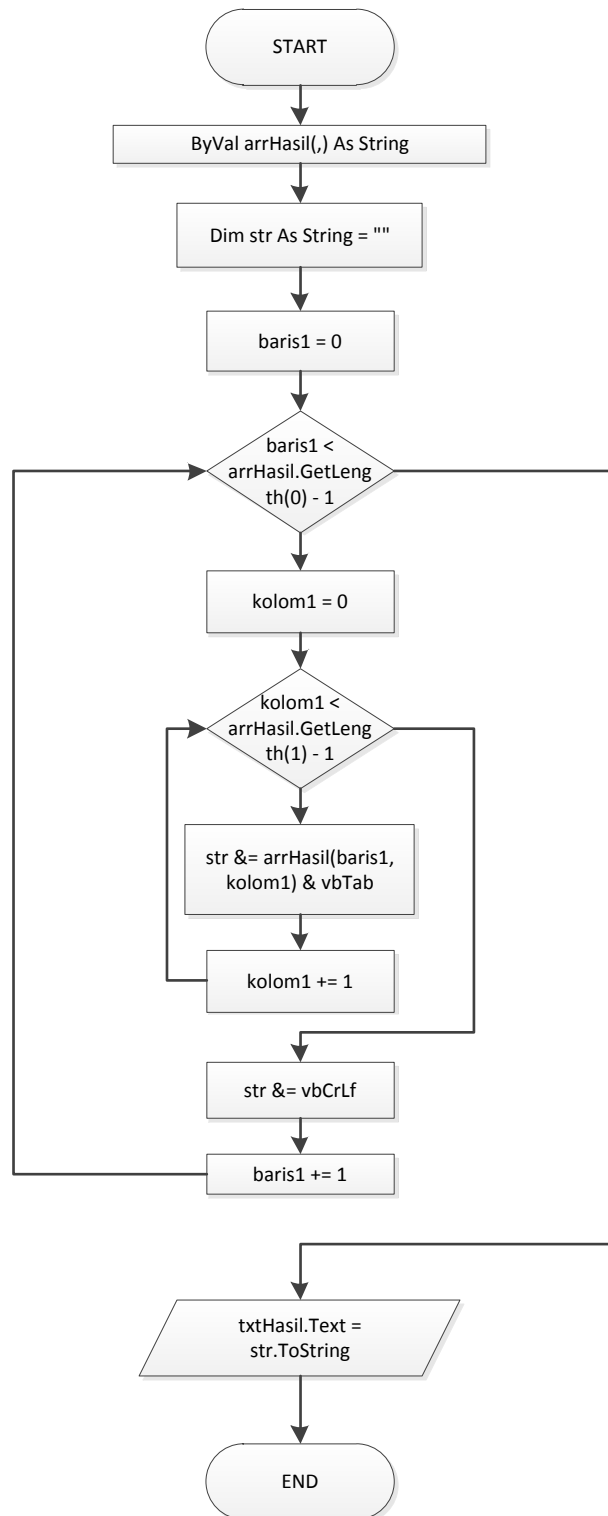 START
ByVal arrHasil(,) As String
Dim str As String = ""
baris1 = 0
baris1 <
arrHasil.GetLeng
th(0) - 1
kolom1 = 0
kolom1 <
arrHasil.GetLeng
th(1) - 1
str &= arrHasil(baris1,
kolom1) & vbTab
kolom1 += 1
str &= vbCrLf
baris1 += 1
txtHasil.Text =
str.ToString
END